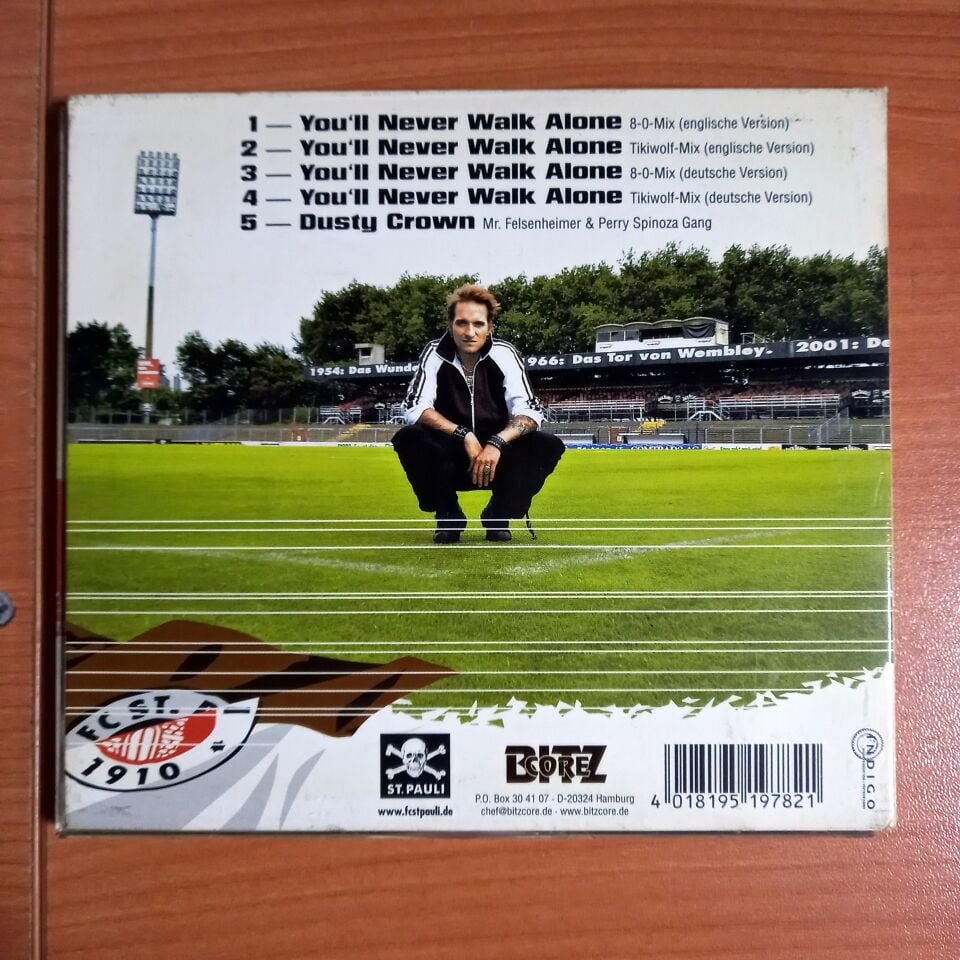 1 — You'll Never Walk Alone 8-0-Mix (englische Version)
2 — You'll Never Walk Alone Tikiwolf-Mix (englische Version)
3 — You'll Never Walk Alone 8-0-Mix (deutsche Version)
4 — You'll Never Walk Alone Tikiwolf-Mix (deutsche Version)
5 — Dusty Crown Mr. Felsenheimer & Perry Spinoza Gang
1954: Das Wunde 966: Das Tor von Wembley. 2001: De
FC ST. P I
1910
ST. PAULI
www.fcstpauli.de
BITZ
CORE
P.O. Box 30 41 07 - D-20324 Hamburg
chef@bitzcore.de - www.bitzcore.de
4 018195 197821
INDIGO